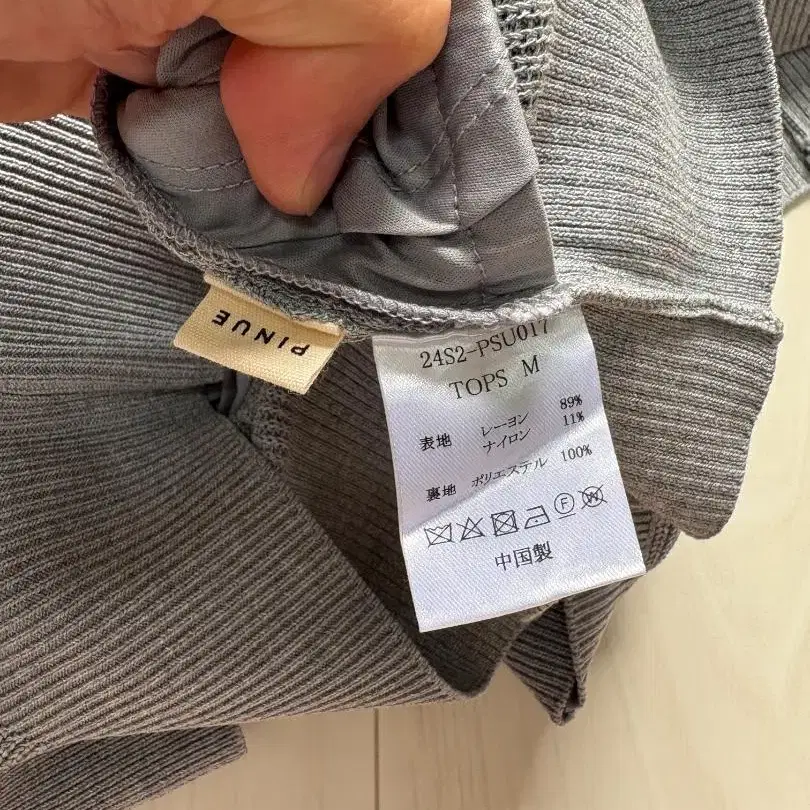 PINUE
24S2-PSU017
TOPS M
表地 レーヨン 89%
ナイロン 11%
裏地 ポリエステル 100%
F W
中国製